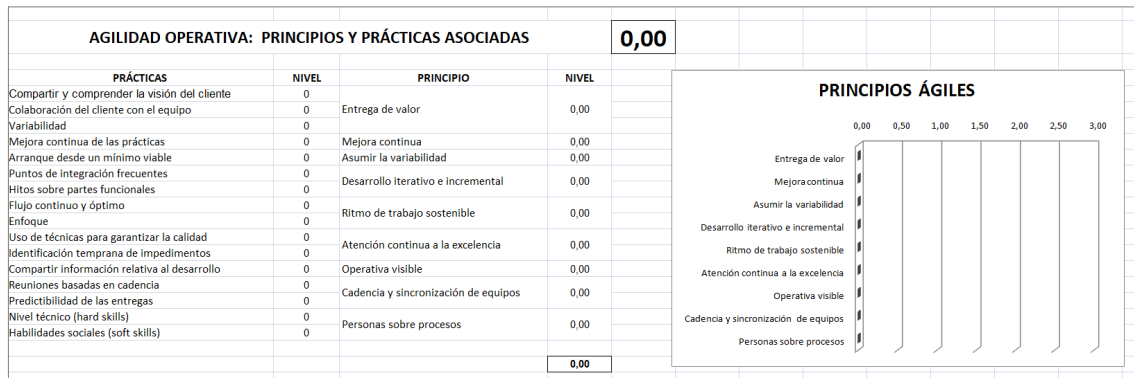 AGILIDAD OPERATIVA: PRINCIPIOS Y PRÁCTICAS ASOCIADAS 0,00
PRÁCTICAS NIVEL PRINCIPIO NIVEL
Compartir y comprender la visión del cliente 0
Colaboración del cliente con el equipo 0 Entrega de valor 0,00
Variabilidad 0
Mejora continua de las prácticas 0 Mejora continua 0,00
Arranque desde un mínimo viable 0 Asumir la variabilidad 0,00
Puntos de integración frecuentes 0
Desarrollo iterativo e incremental 0,00
Hitos sobre partes funcionales 0
Flujo continuo y óptimo 0
Ritmo de trabajo sostenible 0,00
Enfoque 0
Uso de técnicas para garantizar la calidad 0
Atención continua a la excelencia 0,00
Identificación temprana de impedimentos 0
Compartir información relativa al desarrollo 0 Operativa visible 0,00
Reuniones basadas en cadencia 0
Cadencia y sincronización de equipos 0,00
Predictibilidad de las entregas 0
Nivel técnico (hard skills) 0
Personas sobre procesos 0,00
Habilidades sociales (soft skills) 0
0,00
PRINCIPIOS ÁGILES
0,00 0,50 1,00 1,50 2,00 2,50 3,00
Entrega de valor
Mejora continua
Asumir la variabilidad
Desarrollo iterativo e incremental
Ritmo de trabajo sostenible
Atención continua a la excelencia
Operativa visible
Cadencia y sincronización de equipos
Personas sobre procesos